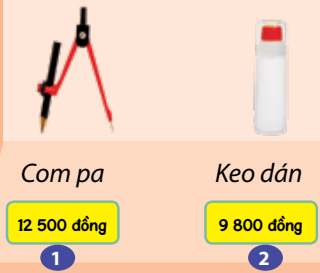 Com pa
Keo dán
12 500 đồng
9 800 đồng
1
2